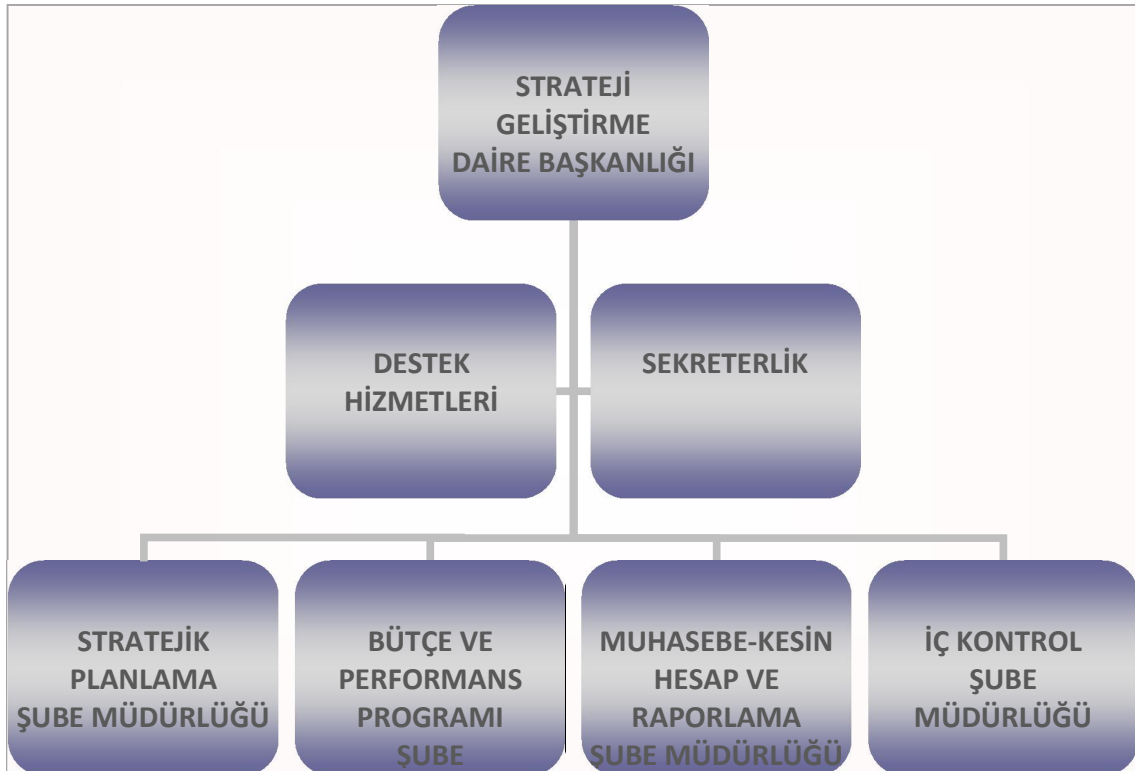 STRATEJİ
GELİŞTİRME
DAİRE BAŞKANLIĞI
DESTEK
HİZMETLERİ
SEKRETERLİK
STRATEJİK
PLANLAMA
ŞUBE MÜDÜRLÜĞÜ
BÜTÇE VE
PERFORMANS
PROGRAMI
ŞUBE
MUHASEBE-KESİN
HESAP VE
RAPORLAMA
ŞUBE MÜDÜRLÜĞÜ
İÇ KONTROL
ŞUBE
MÜDÜRLÜĞÜ